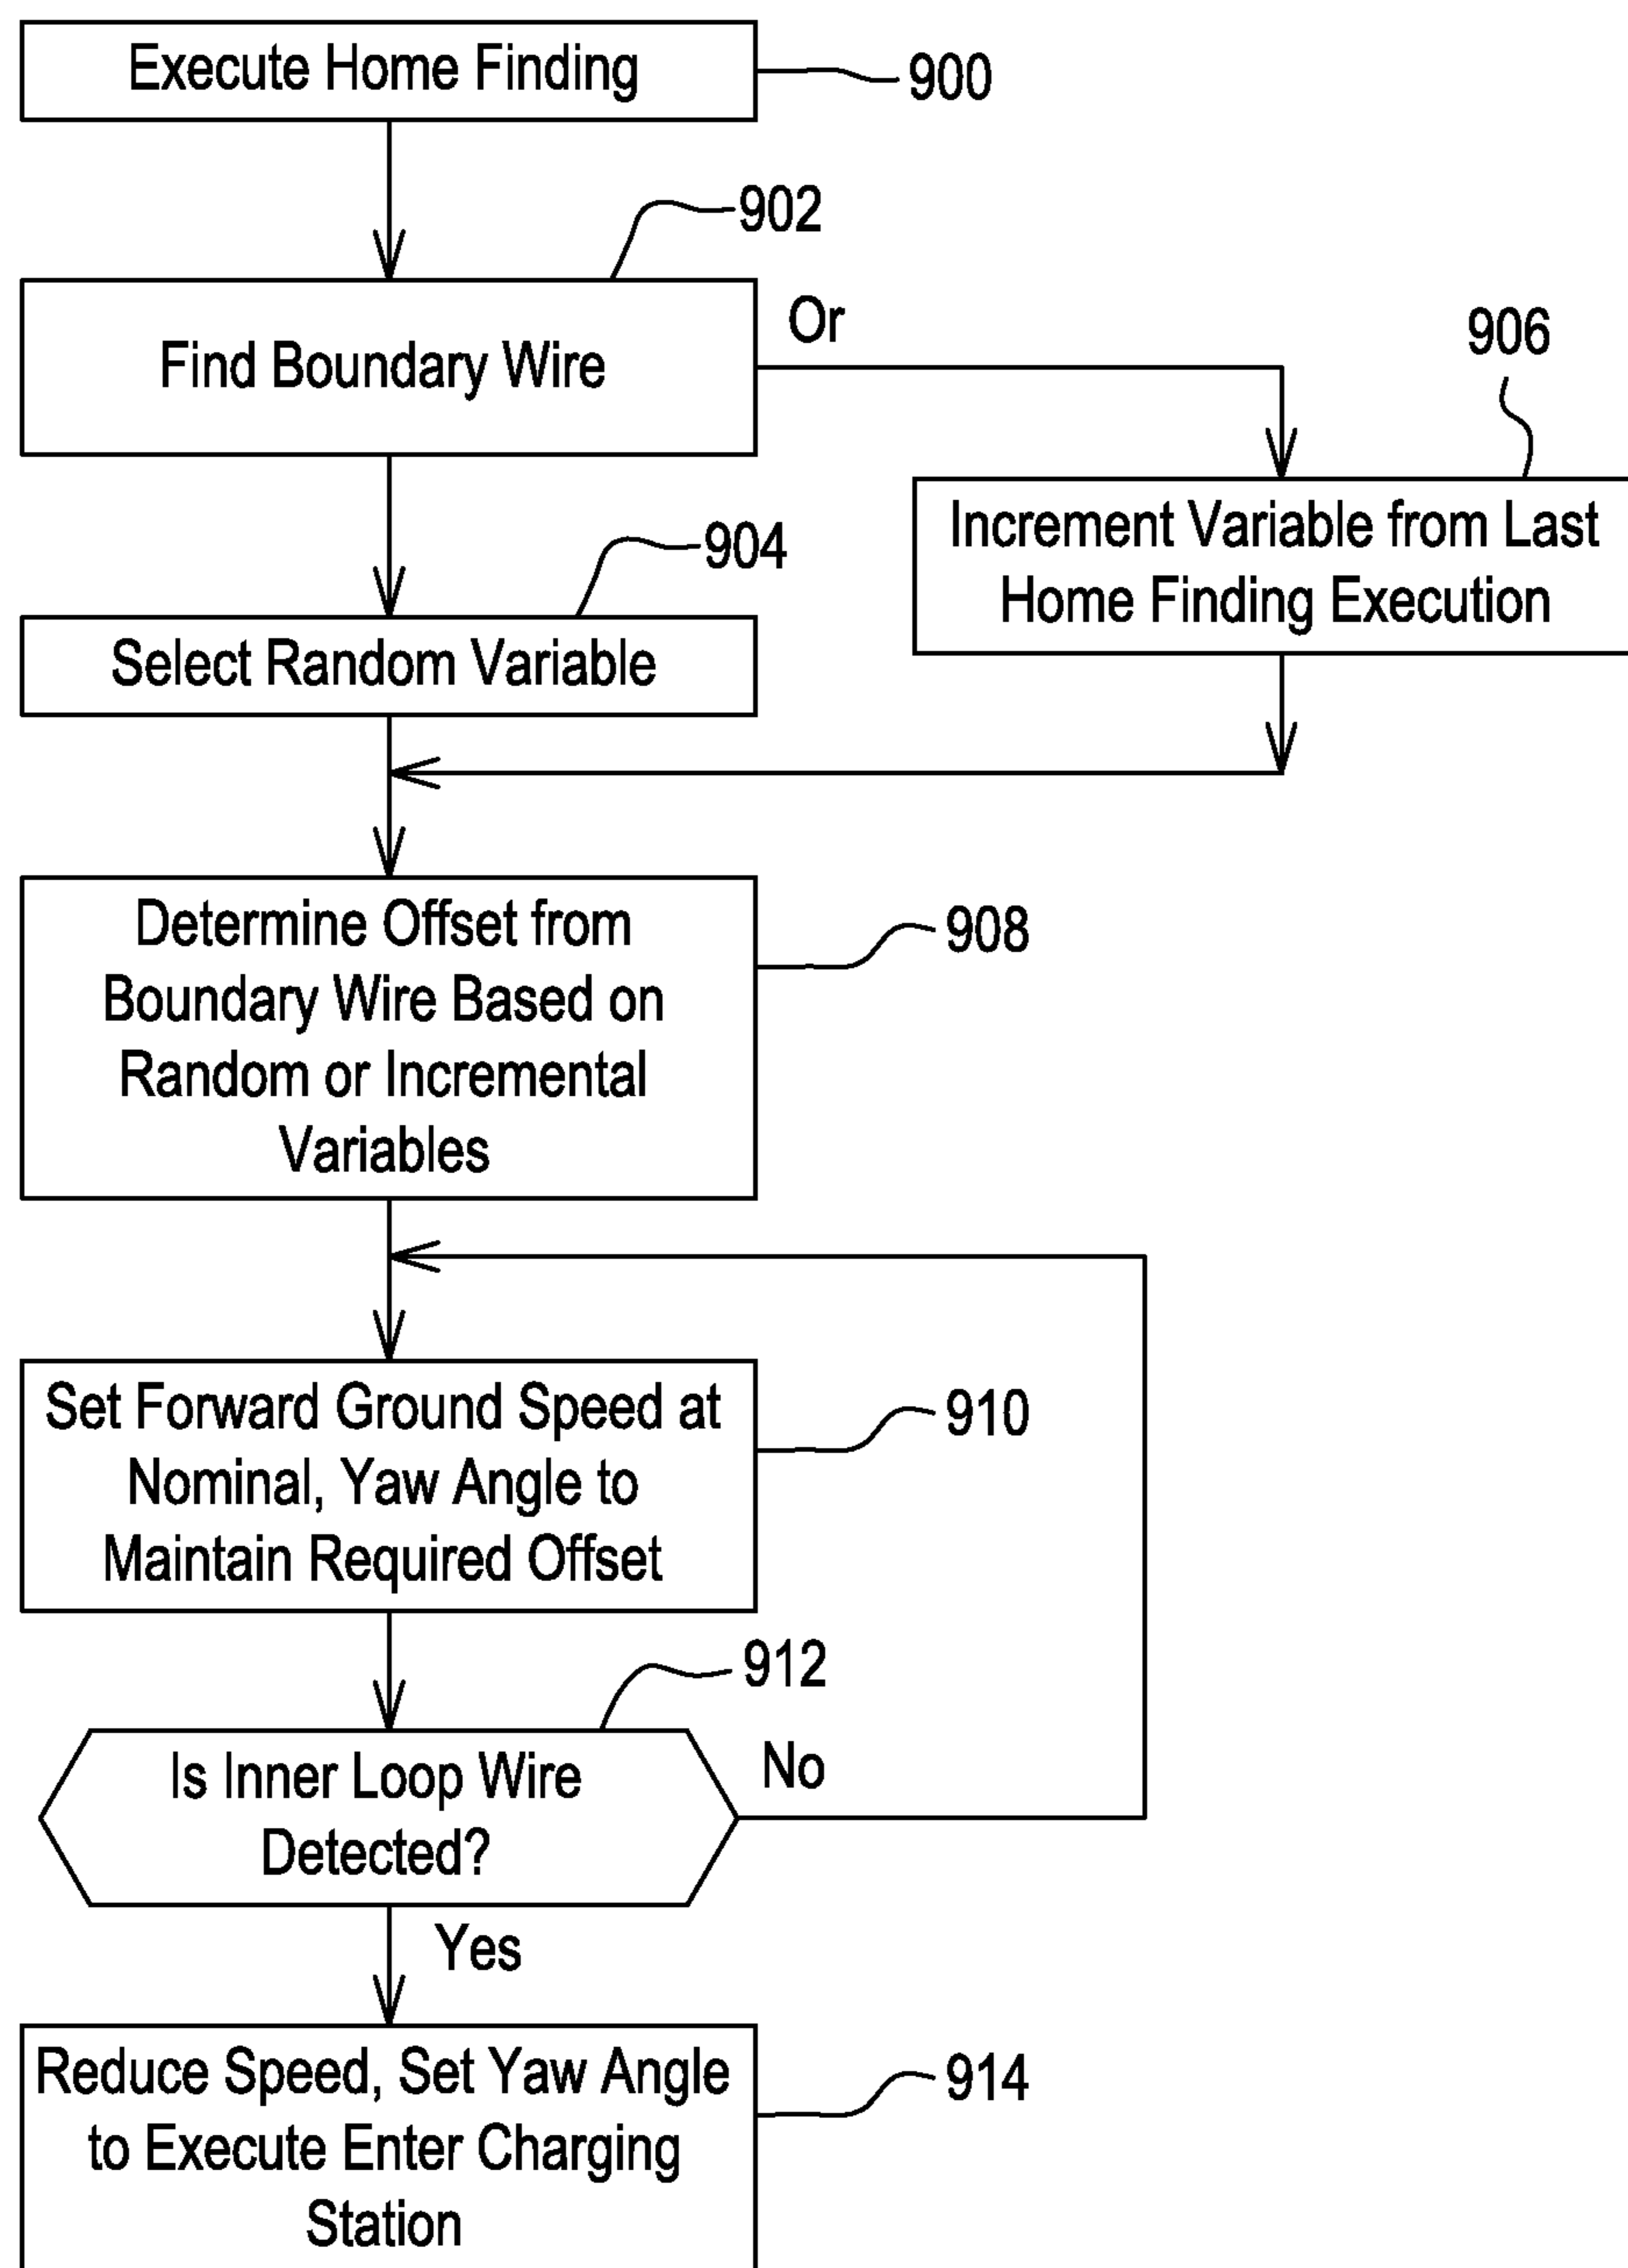 Execute Home Finding
900
902
Find Boundary Wire
Or
906
Increment Variable from Last
Home Finding Execution
904
Select Random Variable
Determine Offset from
Boundary Wire Based on
Random or Incremental
Variables
908
Set Forward Ground Speed at
Nominal, Yaw Angle to
Maintain Required Offset
910
912
Is Inner Loop Wire
Detected?
No
Yes
Reduce Speed, Set Yaw Angle
to Execute Enter Charging
Station
914